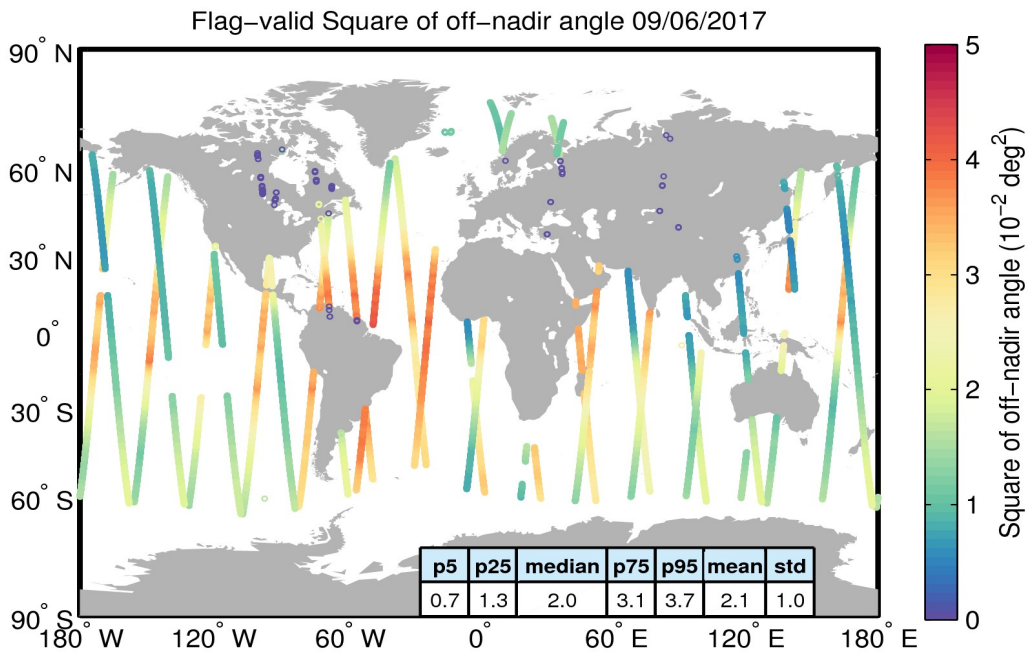 Flag−valid Square of off−nadir angle 09/06/2017
90° N
60° N
30° N
0°
30° S
60° S
90° S
180° W
120° W
60° W
0°
60° E
120° E
180° E
p5 p25 median p75 p95 mean std
0.7 1.3 2.0 3.1 3.7 2.1 1.0
5
4
3
2
1
0
Square of off−nadir angle (10⁻² deg²)